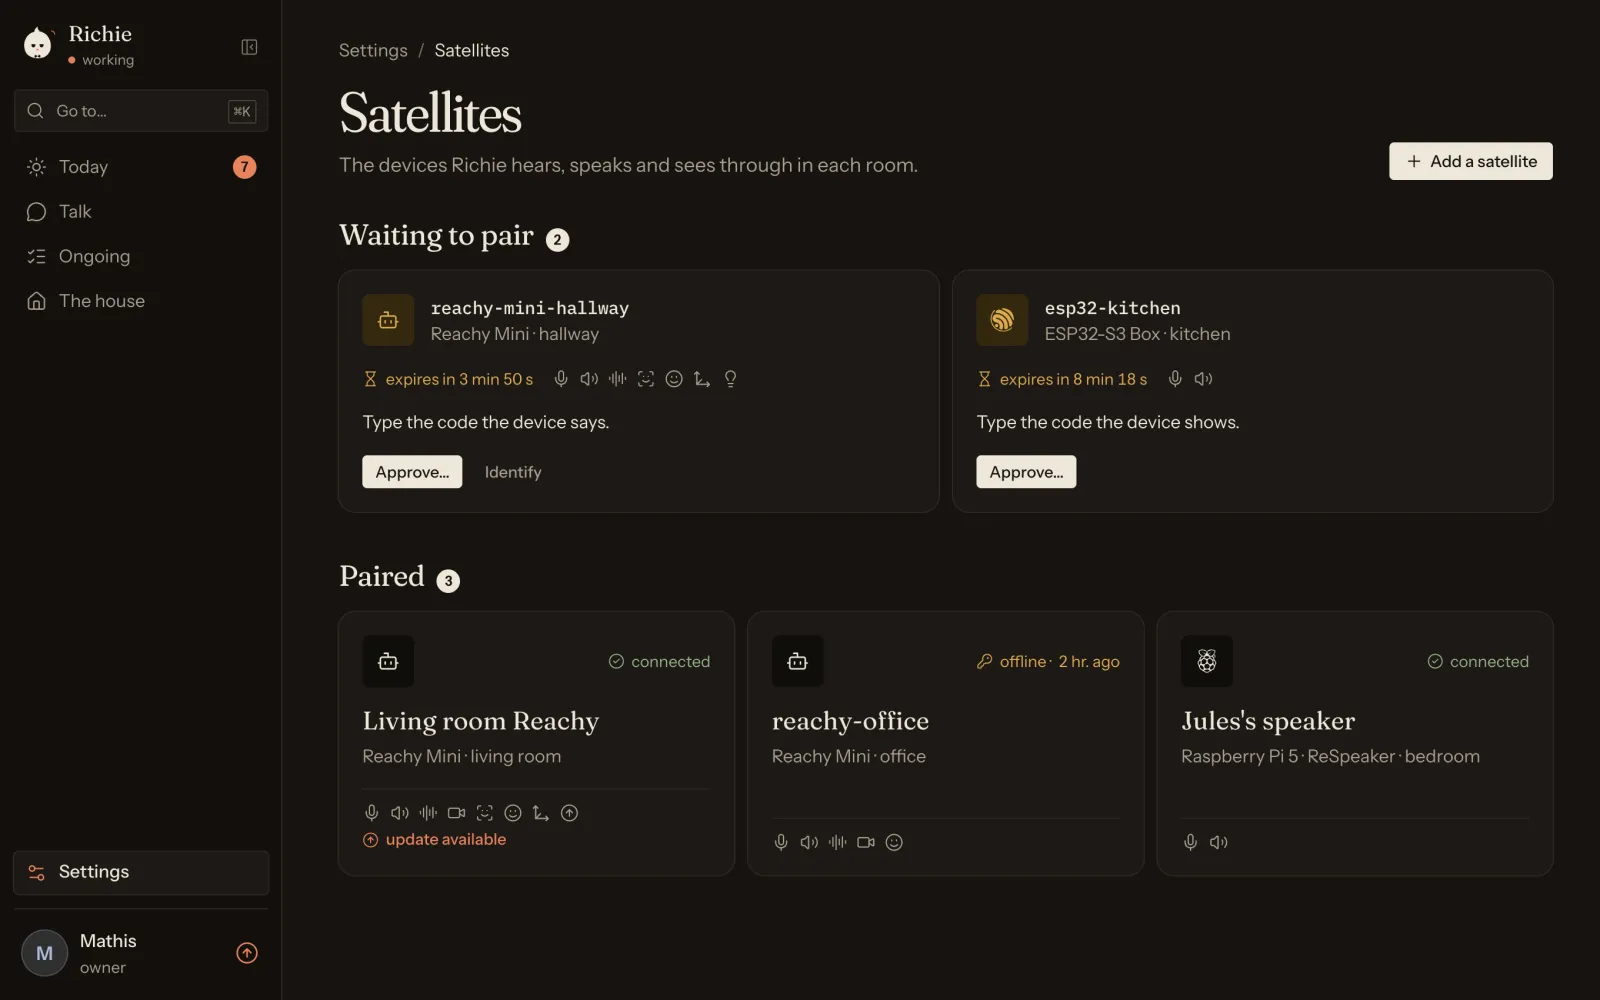 Richie
working
Go to...
⌘K
Today
7
Talk
Ongoing
The house
Settings
M
Mathis
owner
Settings / Satellites
Satellites
The devices Richie hears, speaks and sees through in each room.
+ Add a satellite
Waiting to pair 2
reachy-mini-hallway
Reachy Mini · hallway
expires in 3 min 50 s
Type the code the device says.
Approve...
Identify
esp32-kitchen
ESP32-S3 Box · kitchen
expires in 8 min 18 s
Type the code the device shows.
Approve...
Paired 3
connected
Living room Reachy
Reachy Mini · living room
update available
offline · 2 hr. ago
reachy-office
Reachy Mini · office
connected
Jules's speaker
Raspberry Pi 5 · ReSpeaker · bedroom